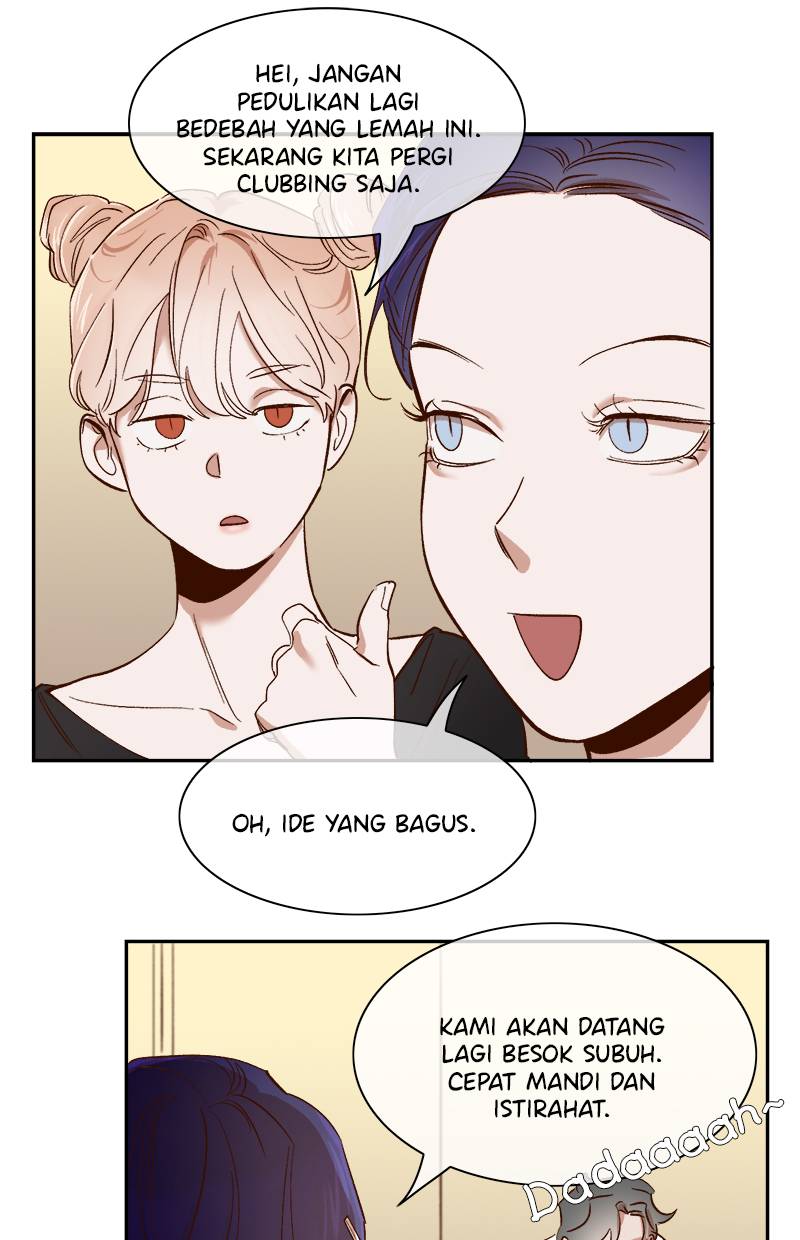 HEI, JANGAN
PEDULIKAN LAGI
BEDEBAH YANG LEMAH INI.
SEKARANG KITA PERGI
CLUBBING SAJA.
OH, IDE YANG BAGUS.
KAMI AKAN DATANG
LAGI BESOK SUBUH.
CEPAT MANDI DAN
ISTIRAHAT.
Dadaaaaah~